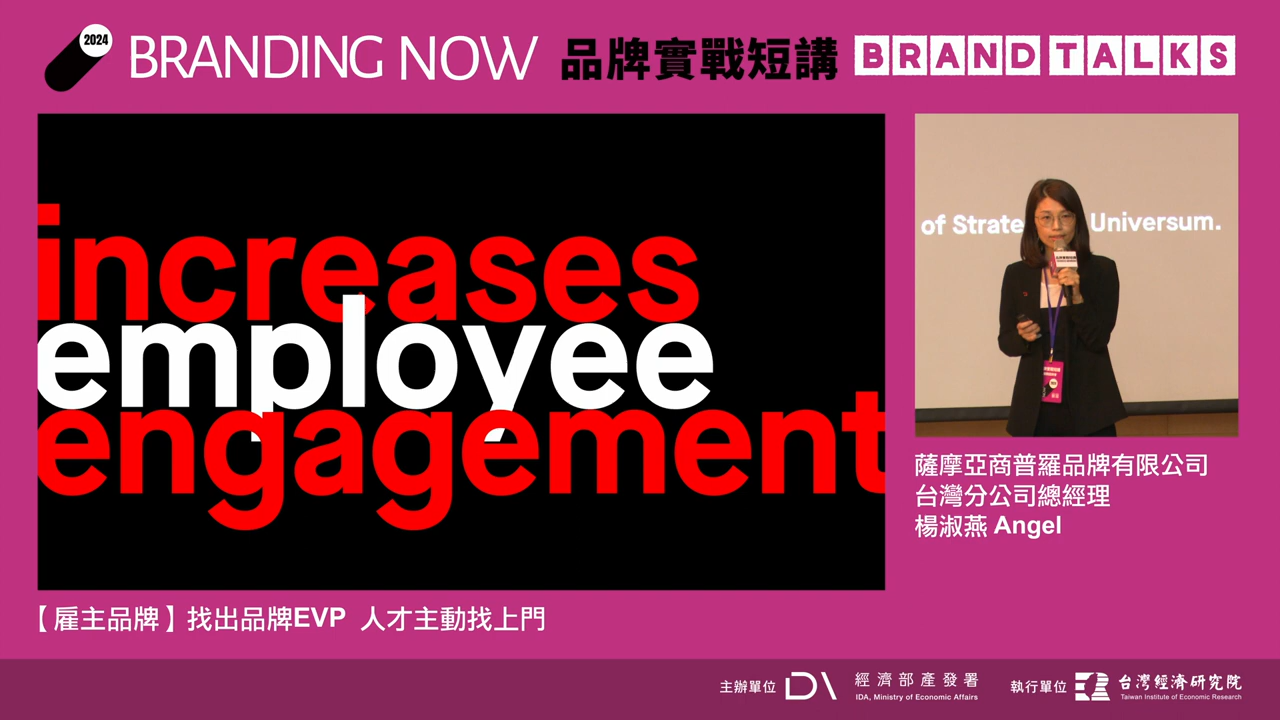 2024
BRANDING NOW 品牌實戰短講 BRAND TALKS
increases
employee
engagement
of Strate Universum.
薩摩亞商普羅品牌有限公司
台灣分公司總經理
楊淑燕 Angel
【雇主品牌】找出品牌EVP 人才主動找上門
主辦單位 經濟部產發署
IDA, Ministry of Economic Affairs
執行單位 台灣經濟研究院
Taiwan Institute of Economic Research